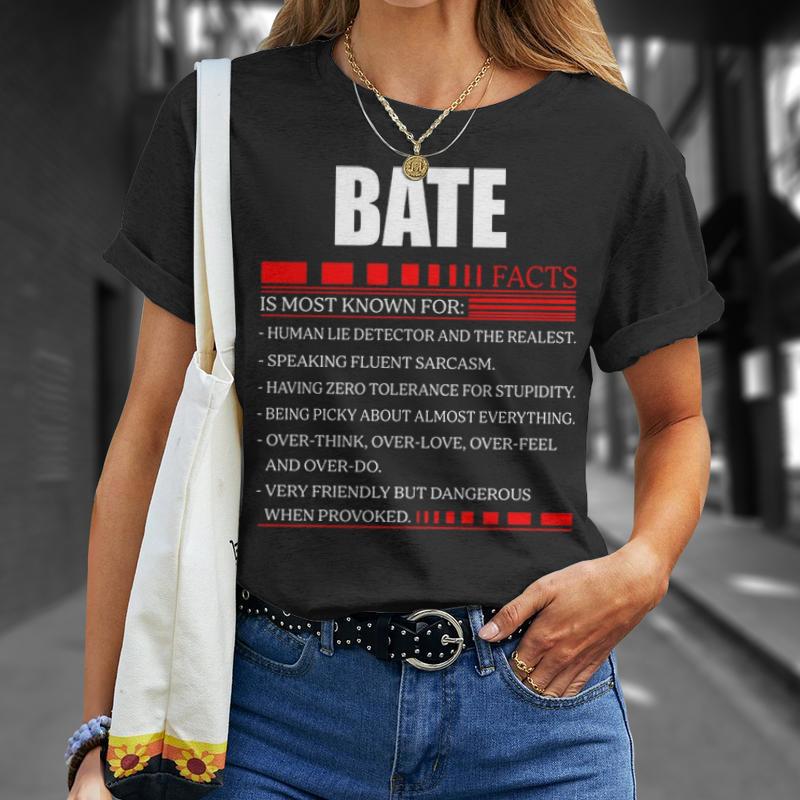 BATE
FACTS
IS MOST KNOWN FOR:
- HUMAN LIE DETECTOR AND THE REALEST.
- SPEAKING FLUENT SARCASM.
- HAVING ZERO TOLERANCE FOR STUPIDITY.
- BEING PICKY ABOUT ALMOST EVERYTHING.
- OVER-THINK, OVER-LOVE, OVER-FEEL
AND OVER-DO.
- VERY FRIENDLY BUT DANGEROUS
WHEN PROVOKED.